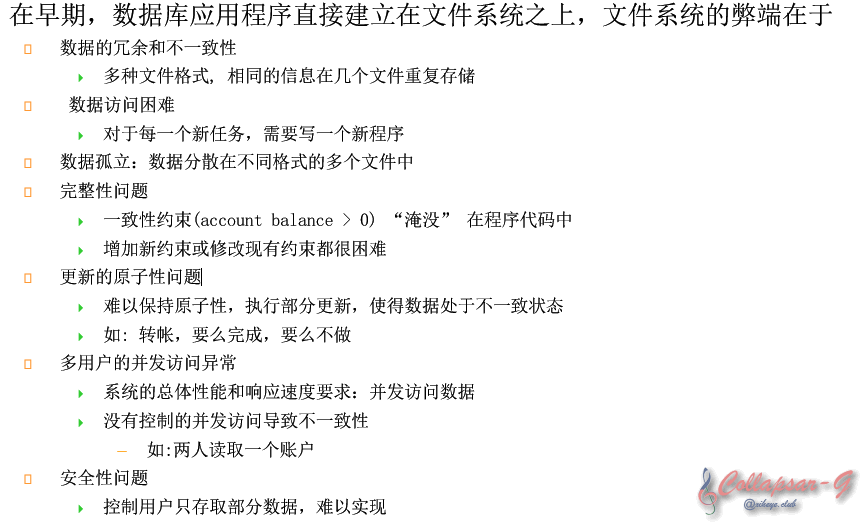 在早期，数据库应用程序直接建立在文件系统之上，文件系统的弊端在于
数据的冗余和不一致性
多种文件格式, 相同的信息在几个文件重复存储
数据访问困难
对于每一个新任务，需要写一个新程序
数据孤立：数据分散在不同格式的多个文件中
完整性问题
一致性约束(account balance > 0) “淹没” 在程序代码中
增加新约束或修改现有约束都很困难
更新的原子性问题
难以保持原子性，执行部分更新，使得数据处于不一致状态
如: 转帐，要么完成，要么不做
多用户的并发访问异常
系统的总体性能和响应速度要求：并发访问数据
没有控制的并发访问导致不一致性
– 如:两人读取一个账户
安全性问题
控制用户只存取部分数据，难以实现
Collapsar-G
@xikeye.club